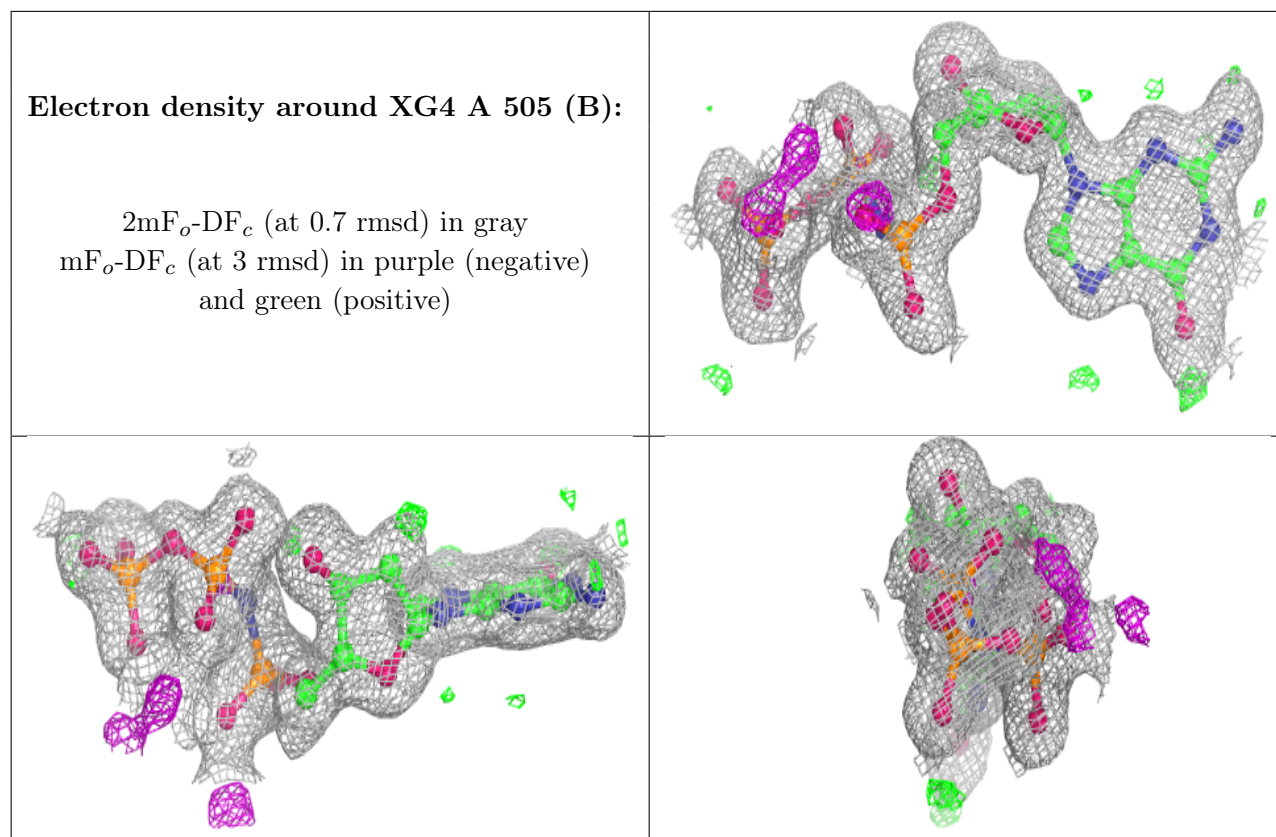 Electron density around XG4 A 505 (B):
2mFo-DFc (at 0.7 rmsd) in gray
mFo-DFc (at 3 rmsd) in purple (negative)
and green (positive)